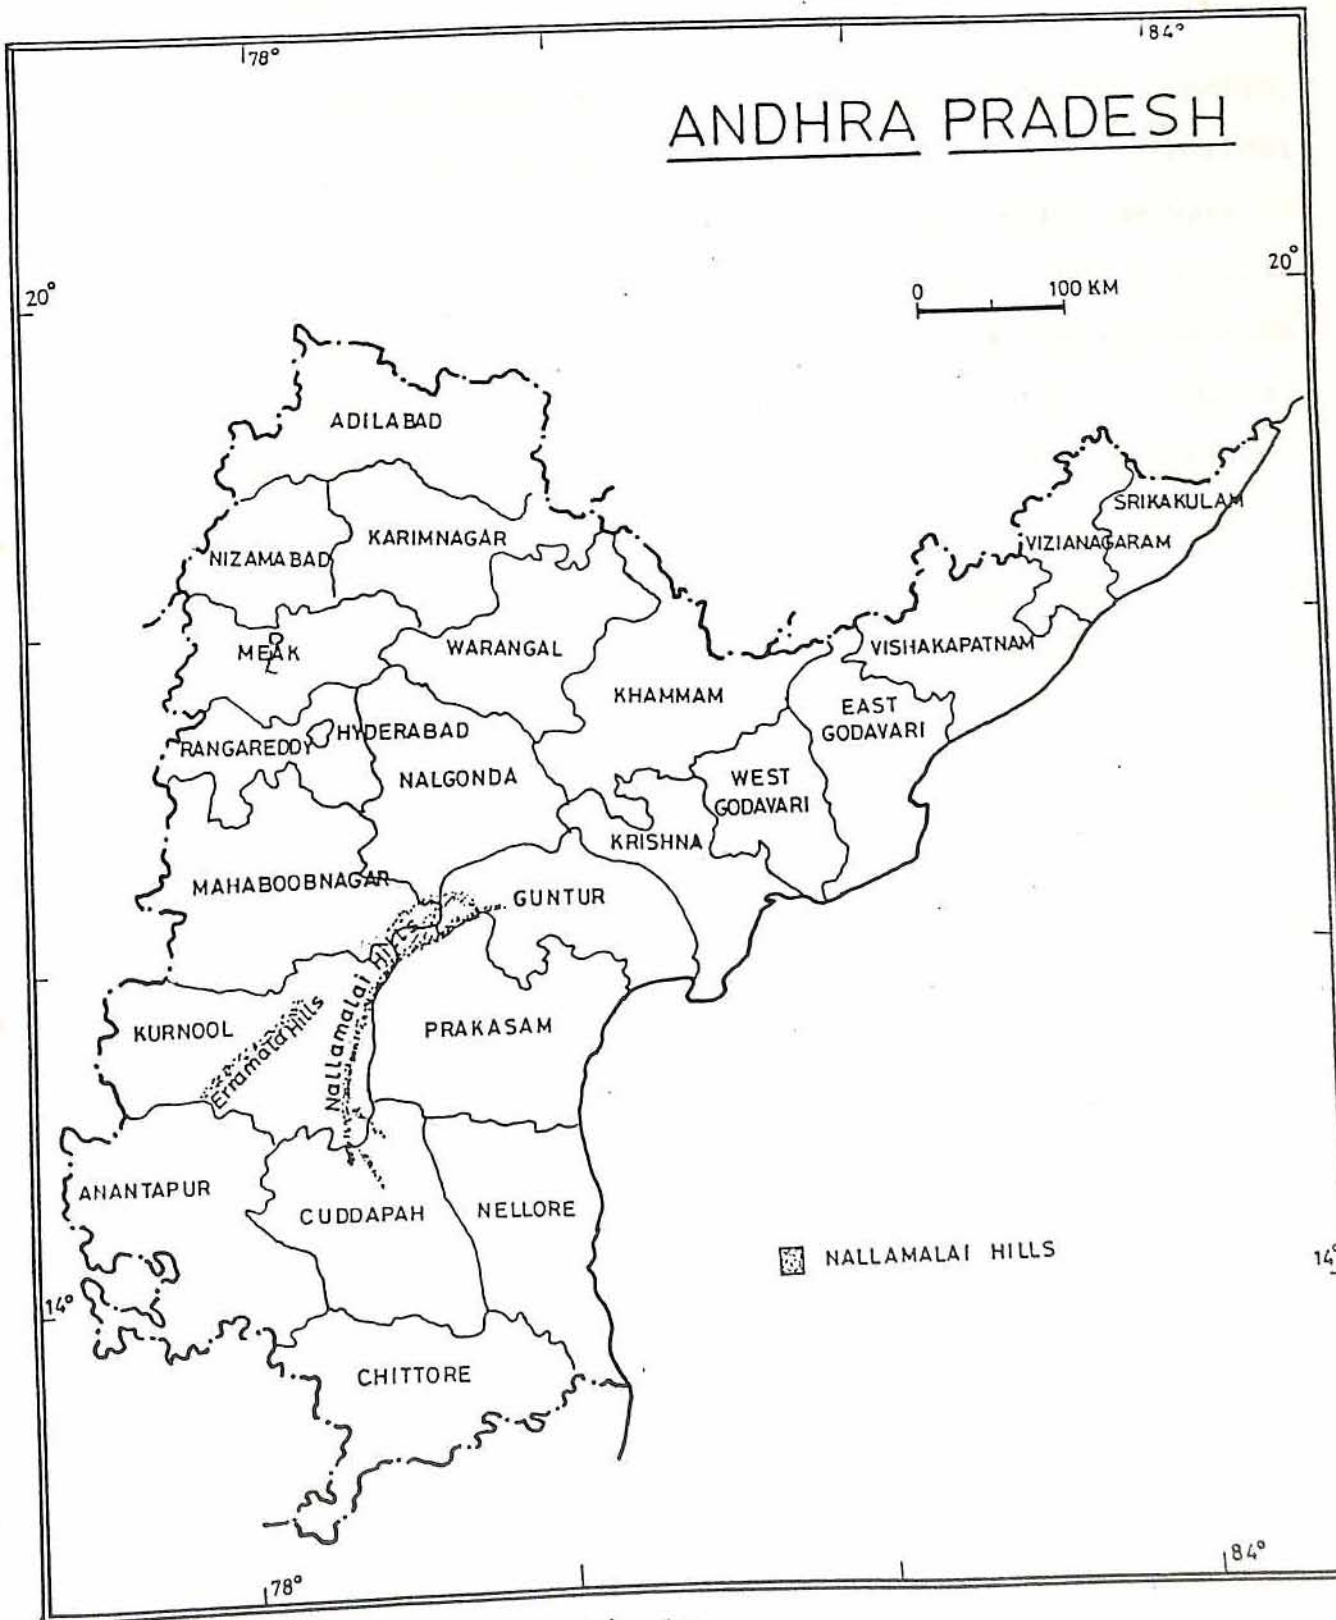 78°
84°
ANDHRA PRADESH
20°
20°
0 100 KM
ADILABAD
SRIKAKULAM
KARIMNAGAR
VIZIANAGARAM
NIZAMABAD
MEAK
D
WARANGAL
VISHAKAPATNAM
KHAMMAM
EAST
GODAVARI
HYDERABAD
RANGAREDDY
NALGONDA
WEST
GODAVARI
KRISHNA
MAHABOOBNAGAR
GUNTUR
KURNOOL
Erramala Hills
Nallamalai Hi
PRAKASAM
ANANTAPUR
CUDDAPAH
NELLORE
NALLAMALAI HILLS
14°
14°
CHITTORE
78°
84°